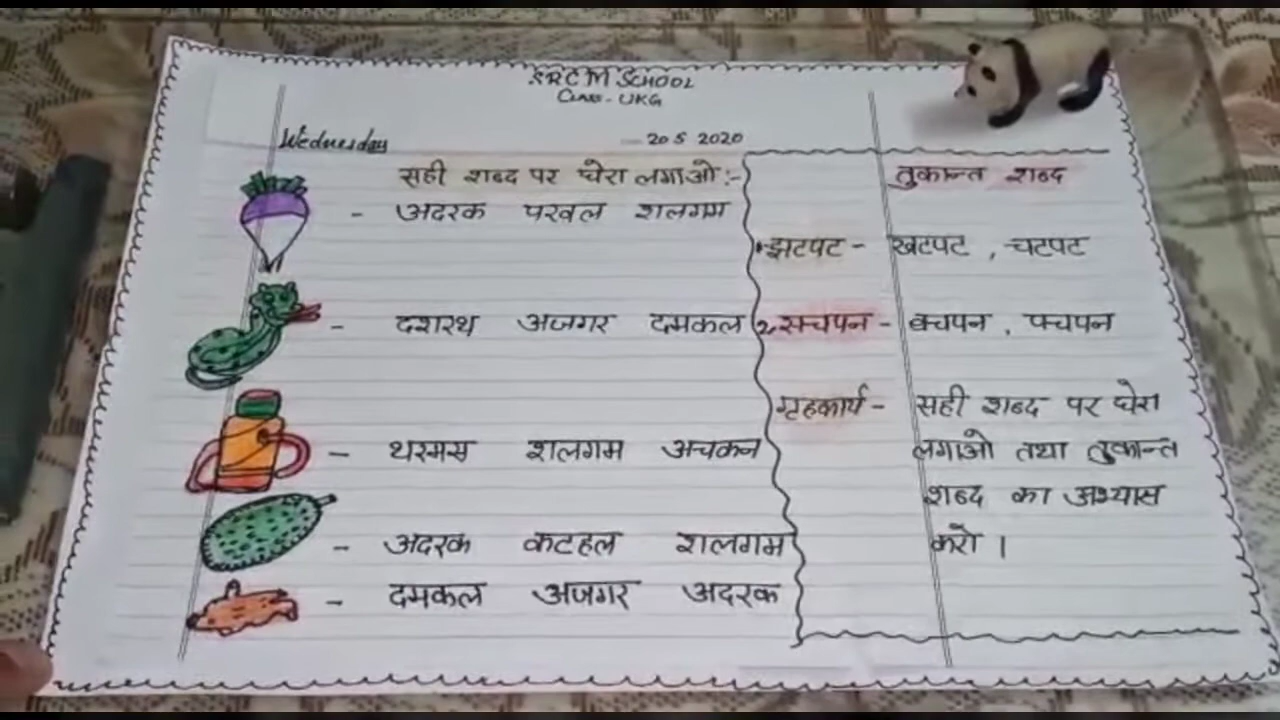 SRCM SCHOOL
CLASS - UKG
Wednesday 20 5 2020
सही शब्द पर घेरा लगाओ :-
- अदरक परवल शलगम
- दशरथ अजगर दमकल
- थरमस शलगम अचकन
- अदरक कटहल शलगम
- दमकल अजगर अदरक
तुकान्त शब्द
झटपट - खटपट , चटपट
2. सचपन - बचपन , पचपन
गृहकार्य - सही शब्द पर घेरा
लगाओ तथा तुकान्त
शब्द का अभ्यास
करो ।